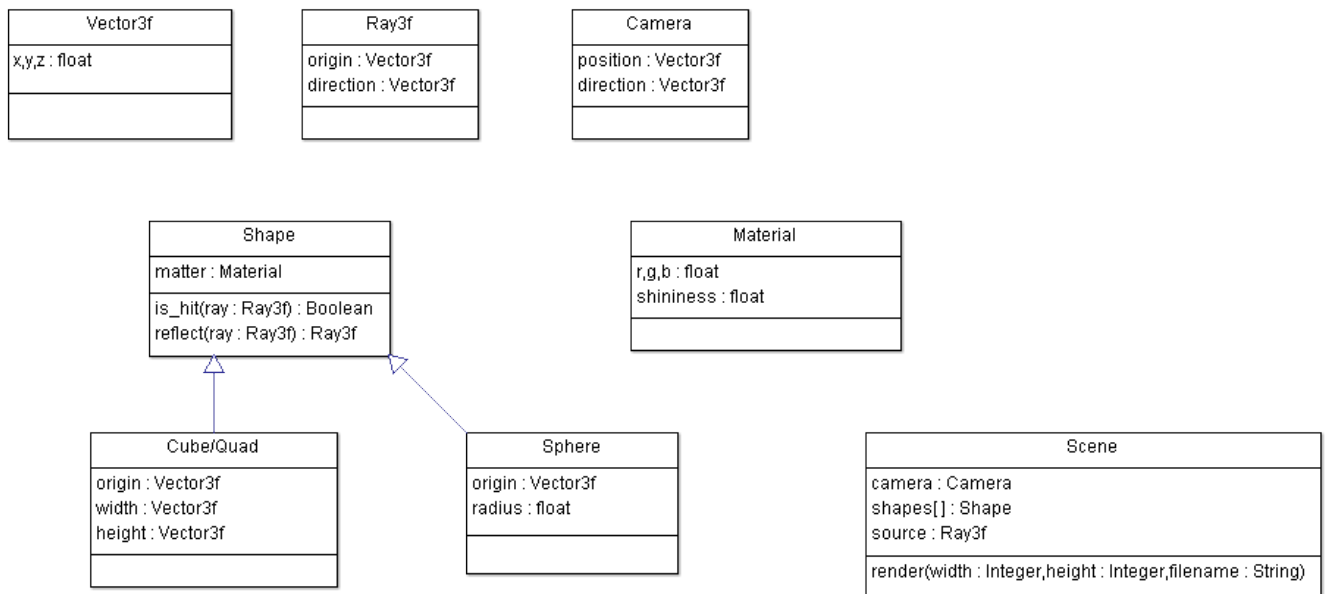 Vector3f
x,y,z : float
Ray3f
origin : Vector3f
direction : Vector3f
Camera
position : Vector3f
direction : Vector3f
Shape
matter : Material
is_hit(ray : Ray3f) : Boolean
reflect(ray : Ray3f) : Ray3f
Material
r,g,b : float
shininess : float
Cube/Quad
origin : Vector3f
width : Vector3f
height : Vector3f
Sphere
origin : Vector3f
radius : float
Scene
camera : Camera
shapes[ ] : Shape
source : Ray3f
render(width : Integer,height : Integer,filename : String)